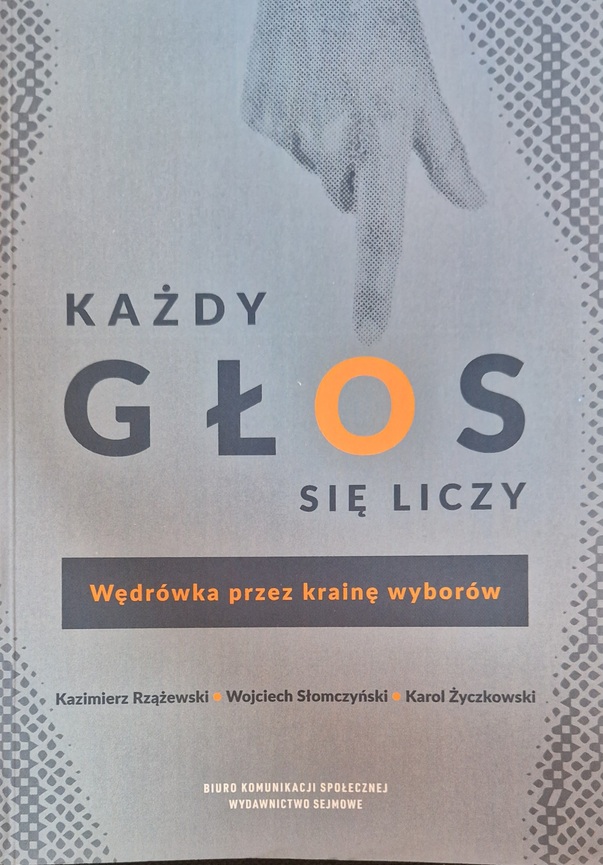 KAŻDY
GŁOS
SIĘ LICZY
Wędrówka przez krainę wyborów
Kazimierz Rzążewski • Wojciech Słomczyński • Karol Życzkowski
BIURO KOMUNIKACJI SPOŁECZNEJ
WYDAWNICTWO SEJMOWE